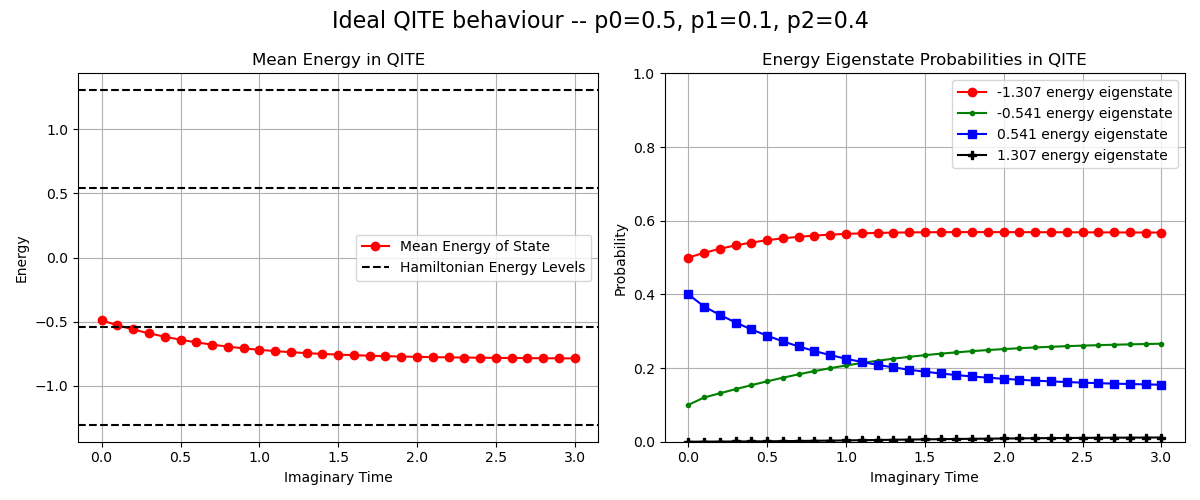 Ideal QITE behaviour -- p0=0.5, p1=0.1, p2=0.4
Mean Energy in QITE
Energy
1.0
0.5
0.0
−0.5
−1.0
Mean Energy of State
Hamiltonian Energy Levels
0.0 0.5 1.0 1.5 2.0 2.5 3.0
Imaginary Time
Energy Eigenstate Probabilities in QITE
Probability
1.0
0.8
0.6
0.4
0.2
0.0
-1.307 energy eigenstate
-0.541 energy eigenstate
0.541 energy eigenstate
1.307 energy eigenstate
0.0 0.5 1.0 1.5 2.0 2.5 3.0
Imaginary Time